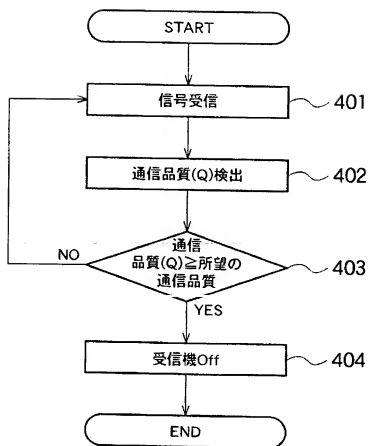 START
信号受信
401
通信品質(Q)検出
402
通信
品質(Q)≧所望の
通信品質
403
NO
YES
受信機Off
404
END